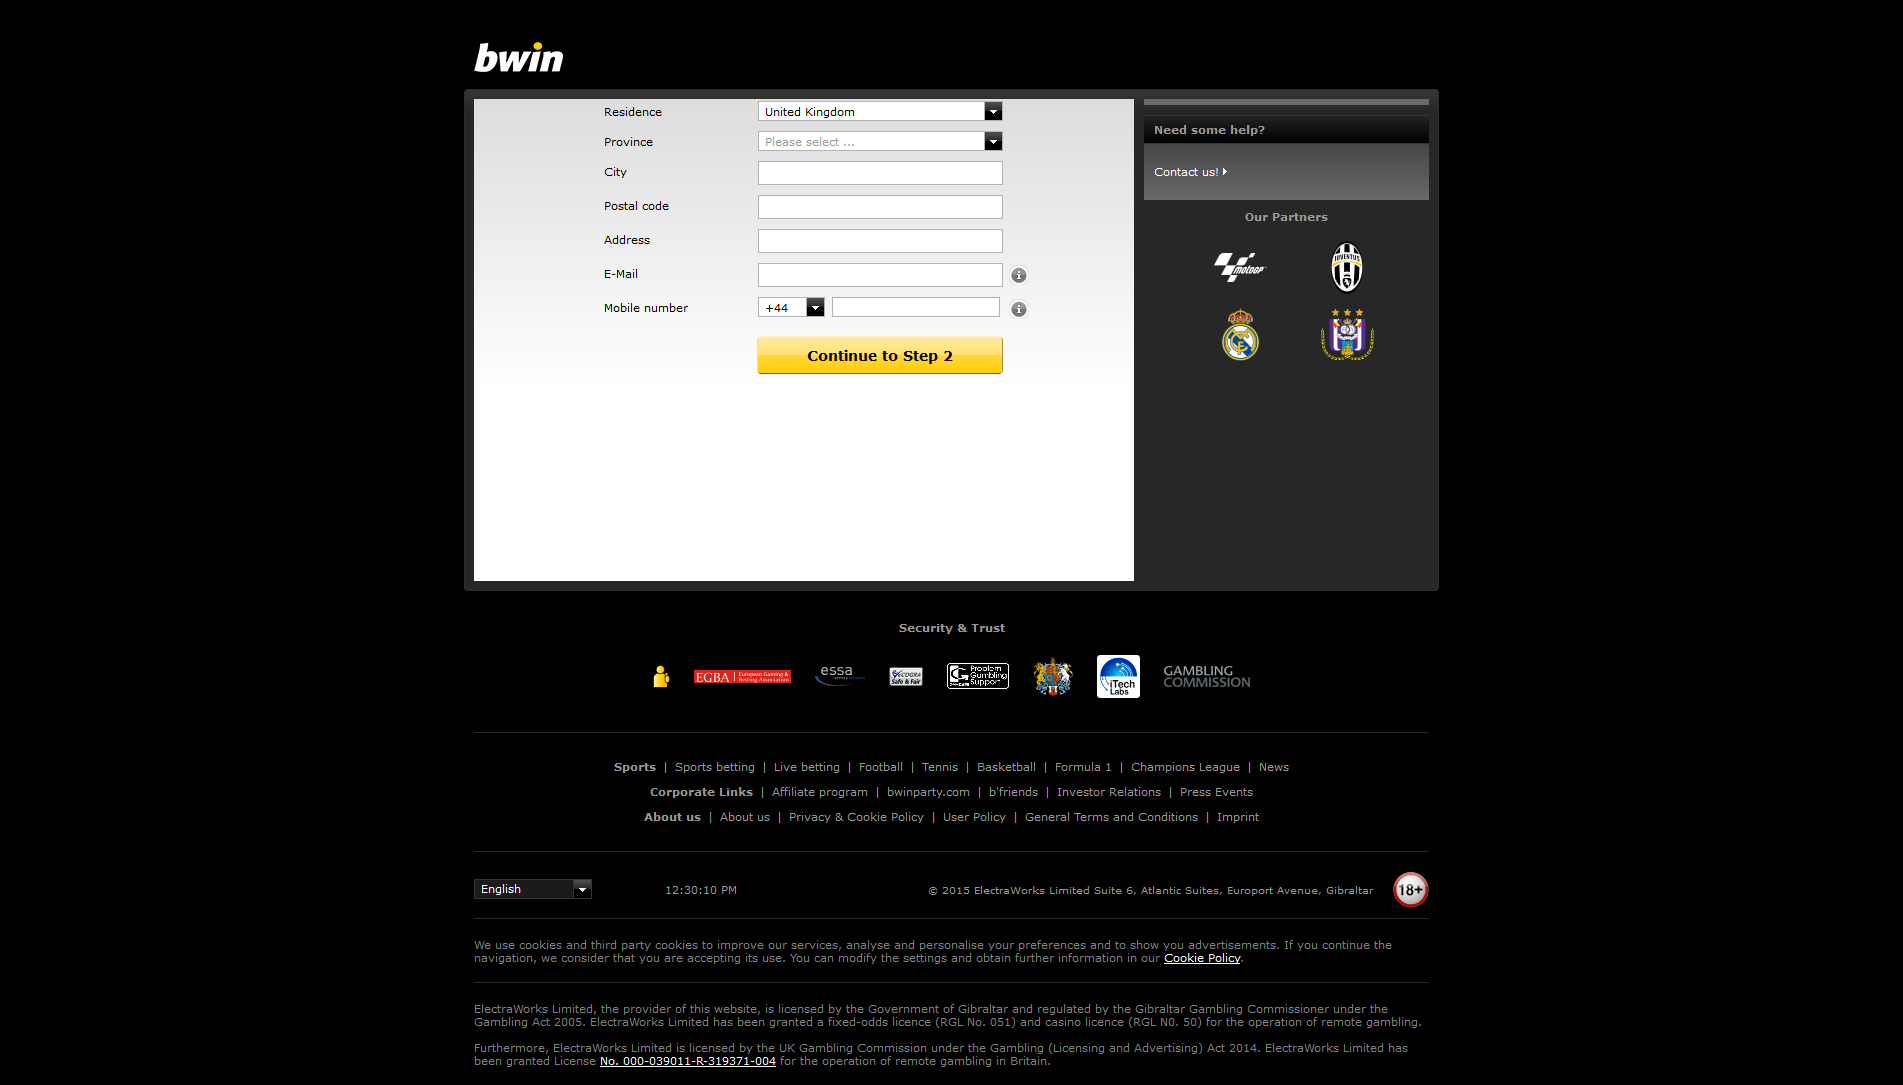 bwin
Residence
United Kingdom
Province
Please select ...
City
Postal code
Address
E-Mail
Mobile number
+44
Continue to Step 2
Need some help?
Contact us!
Our Partners
motoGP
JUVENTUS
Security & Trust
EGBA European Gaming & Betting Association
essa
eCOGRA
Safe & Fair
Problem
Gambling
Support
iTech
Labs
GAMBLING
COMMISSION
Sports | Sports betting | Live betting | Football | Tennis | Basketball | Formula 1 | Champions League | News
Corporate Links | Affiliate program | bwinparty.com | b'friends | Investor Relations | Press Events
About us | About us | Privacy & Cookie Policy | User Policy | General Terms and Conditions | Imprint
English
12:30:10 PM
© 2015 ElectraWorks Limited Suite 6, Atlantic Suites, Europort Avenue, Gibraltar
18+
We use cookies and third party cookies to improve our services, analyse and personalise your preferences and to show you advertisements. If you continue the
navigation, we consider that you are accepting its use. You can modify the settings and obtain further information in our Cookie Policy.
ElectraWorks Limited, the provider of this website, is licensed by the Government of Gibraltar and regulated by the Gibraltar Gambling Commissioner under the
Gambling Act 2005. ElectraWorks Limited has been granted a fixed-odds licence (RGL No. 051) and casino licence (RGL N0. 50) for the operation of remote gambling.
Furthermore, ElectraWorks Limited is licensed by the UK Gambling Commission under the Gambling (Licensing and Advertising) Act 2014. ElectraWorks Limited has
been granted License No. 000-039011-R-319371-004 for the operation of remote gambling in Britain.